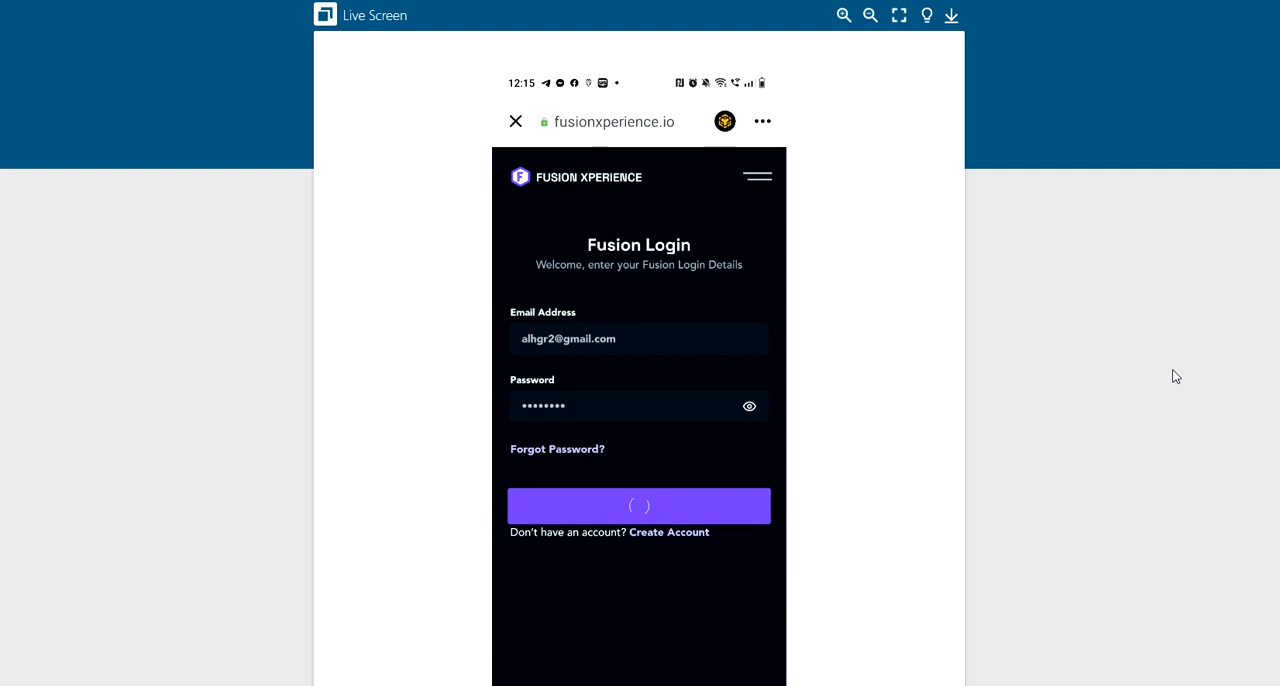 Live Screen
12:15
fusionxperience.io
FUSION XPERIENCE
Fusion Login
Welcome, enter your Fusion Login Details
Email Address
alhgr2@gmail.com
Password
••••••••
Forgot Password?
Don't have an account? Create Account